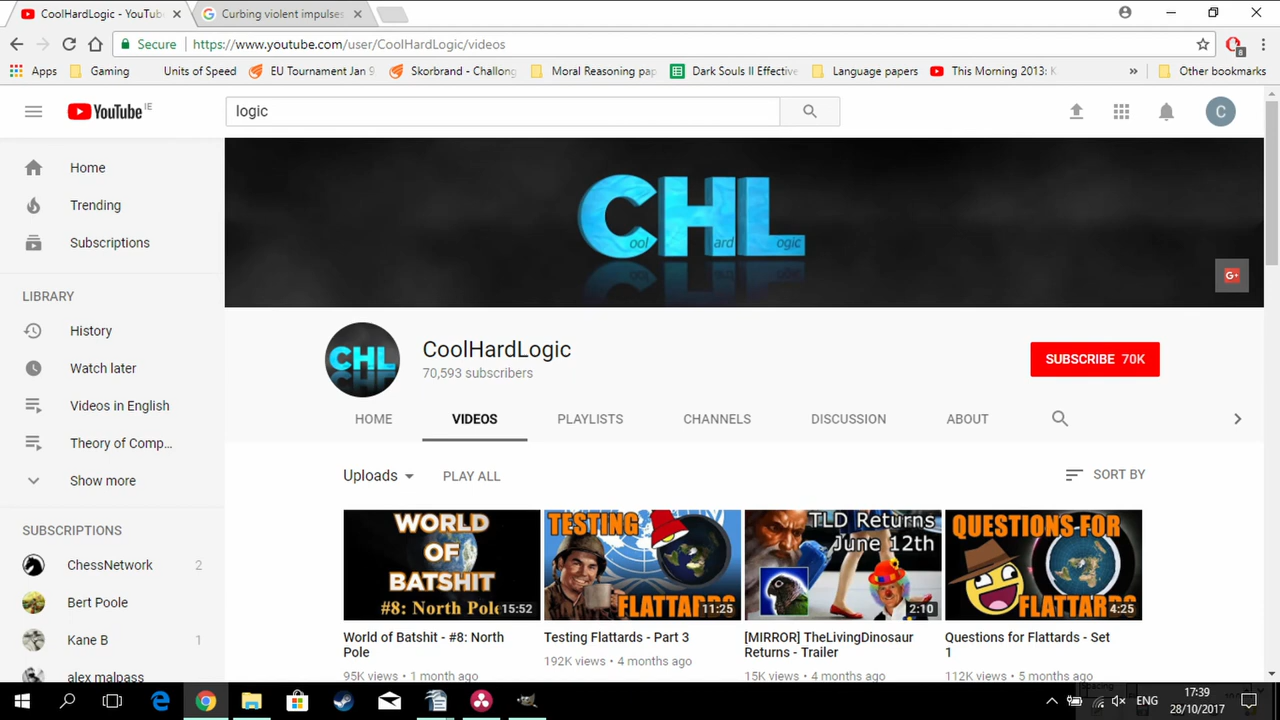 CoolHardLogic - YouTub
Curbing violent impulses
Secure
https://www.youtube.com/user/CoolHardLogic/videos
8
Apps
Gaming
Units of Speed
EU Tournament Jan 9
Skorbrand - Challong
Moral Reasoning pap
Dark Souls II Effective
Language papers
This Morning 2013: K
»
Other bookmarks
YouTube IE
logic
C
Home
Trending
Subscriptions
LIBRARY
History
Watch later
Videos in English
Theory of Comp...
Show more
SUBSCRIPTIONS
ChessNetwork 2
Bert Poole
Kane B 1
alex malpass
CHL
ool ard ogic
G+
CHL
CoolHardLogic
70,593 subscribers
SUBSCRIBE 70K
HOME VIDEOS PLAYLISTS CHANNELS DISCUSSION ABOUT
Uploads PLAY ALL SORT BY
WORLD
OF
BATSHIT
#8: North Pole
15:52
TESTING
FLATTARDS
11:25
TLD Returns
June 12th
2:10
QUESTIONS FOR
FLATTARDS
4:25
World of Batshit - #8: North
Pole
95K views • 1 month ago
Testing Flattards - Part 3
192K views • 4 months ago
[MIRROR] TheLivingDinosaur
Returns - Trailer
15K views • 4 months ago
Questions for Flattards - Set
1
112K views • 5 months ago
ENG
17:39
28/10/2017